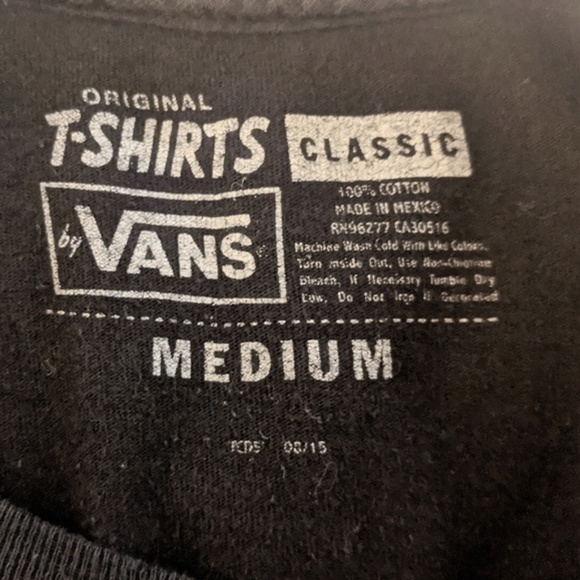 ORIGINAL
T-SHIRTS
by VANS
CLASSIC
100% COTTON
MADE IN MEXICO
RN96277 CA30516
Machine Wash Cold With Like Colors,
Turn Inside Out, Use Non-Chlorine
Bleach, If Necessary Tumble Dry
Low, Do Not Iron If Decorated
MEDIUM
08/15